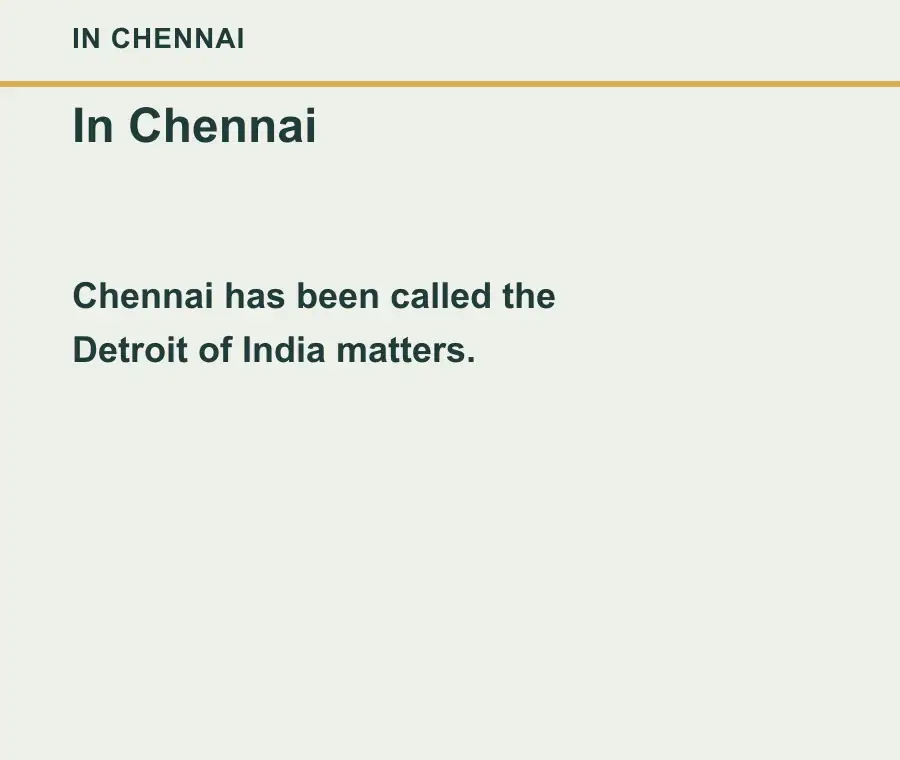 IN CHENNAI
In Chennai
Chennai has been called the
Detroit of India matters.